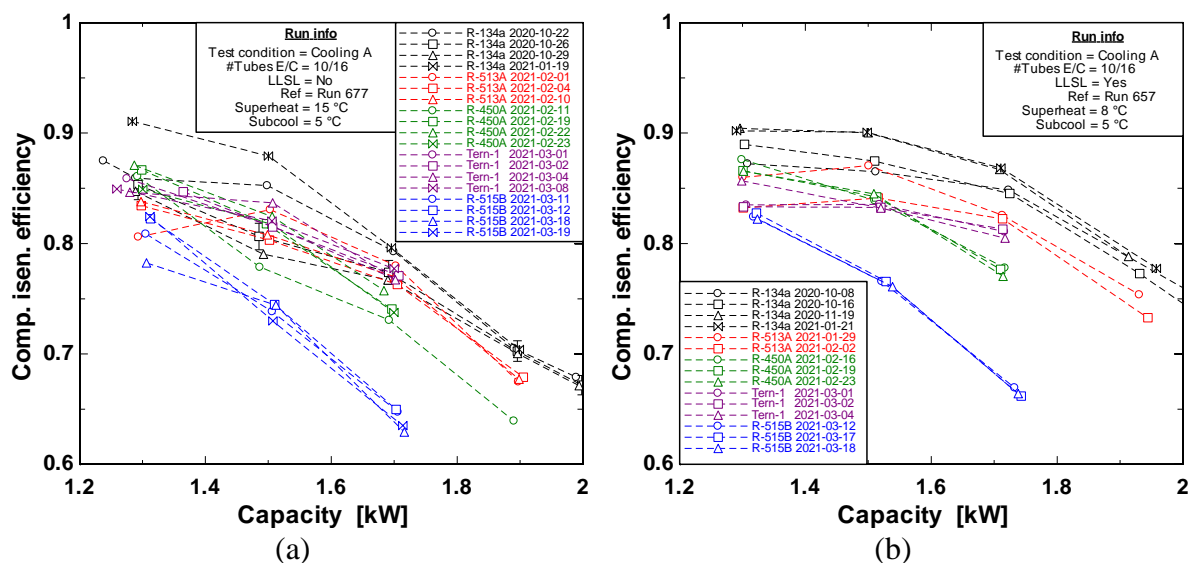 Run info
Test condition = Cooling A
#Tubes E/C = 10/16
LLSL = No
Ref = Run 677
Superheat = 15 °C
Subcool = 5 °C
R-134a 2020-10-22
R-134a 2020-10-26
R-134a 2020-10-29
R-134a 2021-01-19
R-513A 2021-02-01
R-513A 2021-02-04
R-513A 2021-02-10
R-450A 2021-02-11
R-450A 2021-02-19
R-450A 2021-02-22
R-450A 2021-02-23
Tern-1 2021-03-01
Tern-1 2021-03-02
Tern-1 2021-03-04
Tern-1 2021-03-08
R-515B 2021-03-11
R-515B 2021-03-12
R-515B 2021-03-18
R-515B 2021-03-19
Comp. isen. efficiency
1
0.9
0.8
0.7
0.6
1.2
1.4
1.6
1.8
2
Capacity [kW]
(a)
Run info
Test condition = Cooling A
#Tubes E/C = 10/16
LLSL = Yes
Ref = Run 657
Superheat = 8 °C
Subcool = 5 °C
R-134a 2020-10-08
R-134a 2020-10-16
R-134a 2020-11-19
R-134a 2021-01-21
R-513A 2021-01-29
R-513A 2021-02-02
R-450A 2021-02-16
R-450A 2021-02-19
R-450A 2021-02-23
Tern-1 2021-03-01
Tern-1 2021-03-02
Tern-1 2021-03-04
R-515B 2021-03-12
R-515B 2021-03-17
R-515B 2021-03-18
Comp. isen. efficiency
1
0.9
0.8
0.7
0.6
1.2
1.4
1.6
1.8
2
Capacity [kW]
(b)